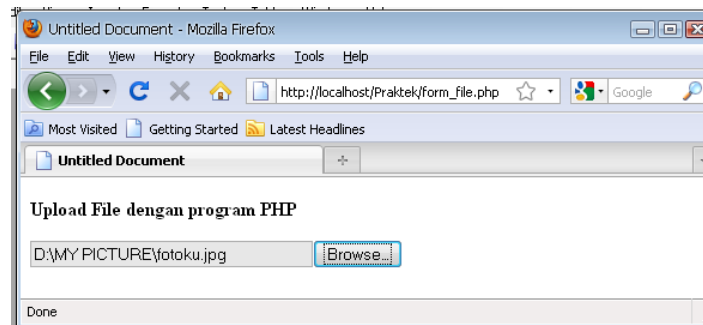 Untitled Document - Mozilla Firefox
File Edit View History Bookmarks Tools Help
http://localhost/Praktek/form_file.php Google
Most Visited Getting Started Latest Headlines
Untitled Document
Upload File dengan program PHP
D:\MY PICTURE\fotoku.jpg Browse...
Done